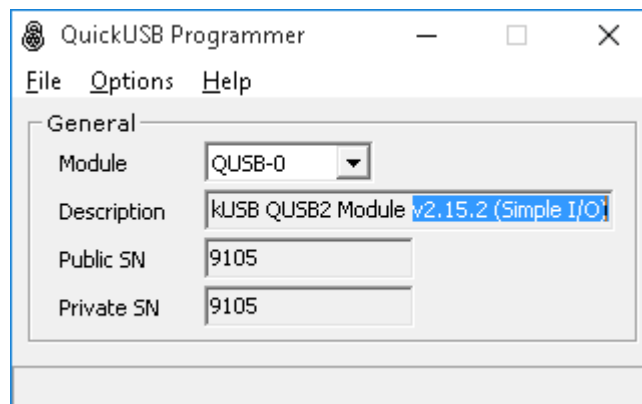 QuickUSB Programmer
File Options Help
General
Module QUSB-0
Description kUSB QUSB2 Module v2.15.2 (Simple I/O)
Public SN 9105
Private SN 9105